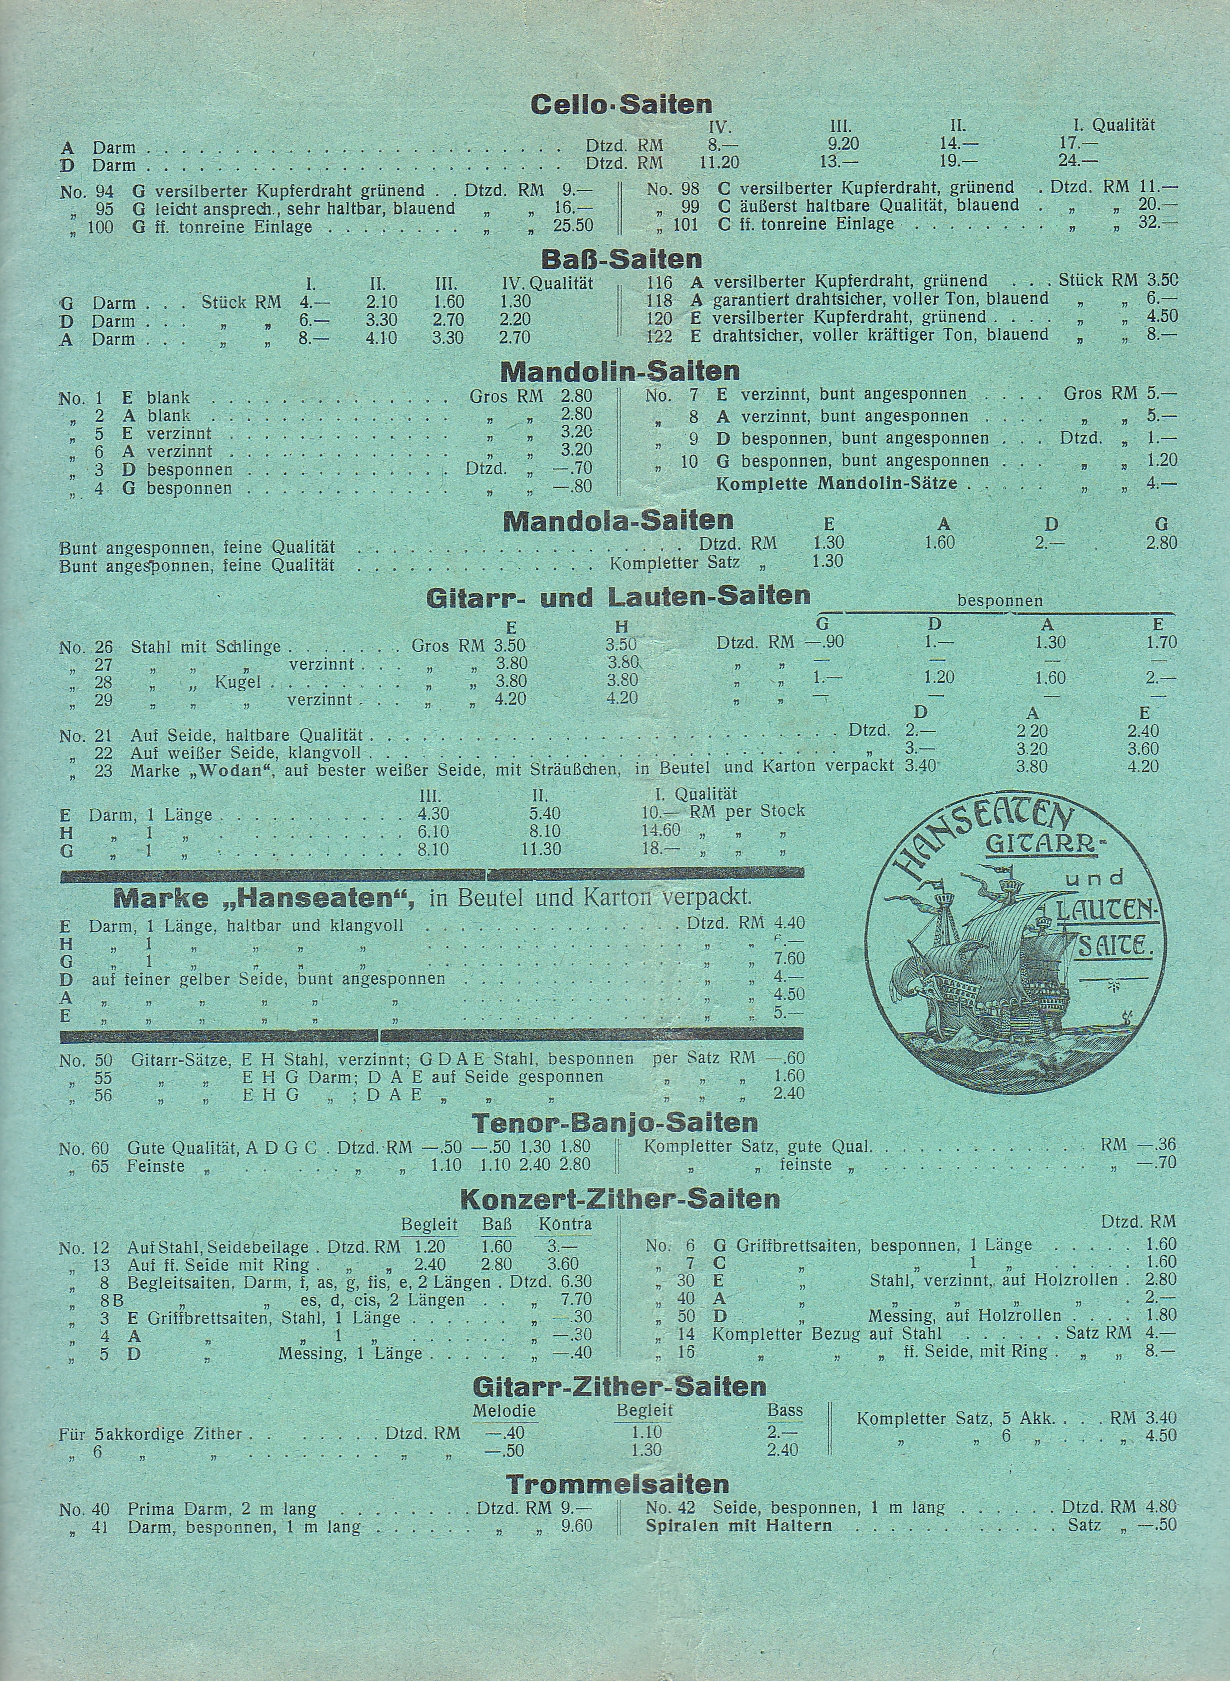 Cello-Saiten
IV. III. II. I. Qualität
A Darm . . . Dtzd. RM 8.— 9.20 14.— 17.—
D Darm . . . Dtzd. RM 11.20 13.— 19.— 24.—
No. 94 G versilberter Kupferdraht grünend . . Dtzd. RM 9.—
„ 95 G leicht ansprech., sehr haltbar, blauend „ „ 16.—
„ 100 G ff. tonreine Einlage . . . „ „ 25.50
No. 98 C versilberter Kupferdraht, grünend . Dtzd. RM 11.—
„ 99 C äußerst haltbare Qualität, blauend . „ „ 20.—
„ 101 C ff. tonreine Einlage . . . „ „ 32.—
Baß-Saiten
I. II. III. IV. Qualität
G Darm . . . Stück RM 4.— 2.10 1.60 1.30
D Darm . . . „ „ 6.— 3.30 2.70 2.20
A Darm . . . „ „ 8.— 4.10 3.30 2.70
116 A versilberter Kupferdraht, grünend . . . Stück RM 3.50
118 A garantiert drahtsicher, voller Ton, blauend „ „ 6.—
120 E versilberter Kupferdraht, grünend . . . . „ „ 4.50
122 E drahtsicher, voller kräftiger Ton, blauend „ „ 8.—
Mandolin-Saiten
No. 1 E blank . . . Gros RM 2.80
„ 2 A blank . . . „ „ 2.80
„ 5 E verzinnt . . . „ „ 3.20
„ 6 A verzinnt . . . „ „ 3.20
„ 3 D besponnen . . . Dtzd. „ —.70
„ 4 G besponnen . . . „ „ —.80
No. 7 E verzinnt, bunt angesponnen . . . . Gros RM 5.—
„ 8 A verzinnt, bunt angesponnen . . . . „ „ 5.—
„ 9 D besponnen, bunt angesponnen . . . Dtzd. „ 1.—
„ 10 G besponnen, bunt angesponnen . . . „ „ 1.20
Komplette Mandolin-Sätze . . . . . „ „ 4.—
Mandola-Saiten E A D G
Bunt angesponnen, feine Qualität . . . Dtzd. RM 1.30 1.60 2.— 2.80
Bunt angesponnen, feine Qualität . . . Kompletter Satz „ 1.30
Gitarr- und Lauten-Saiten besponnen
E H G D A E
No. 26 Stahl mit Schlinge . . . Gros RM 3.50 3.50 Dtzd. RM —.90 1.— 1.30 1.70
„ 27 „ „ „ verzinnt . . . „ „ 3.80 3.80 „ „ — — — —
„ 28 „ „ Kugel . . . „ „ 3.80 3.80 „ „ 1.— 1.20 1.60 2.—
„ 29 „ „ „ verzinnt . . . „ „ 4.20 4.20 „ „ — — — —
D A E
No. 21 Auf Seide, haltbare Qualität . . . Dtzd. 2.— 2 20 2.40
„ 22 Auf weißer Seide, klangvoll . . . „ 3.— 3.20 3.60
„ 23 Marke „Wodan“, auf bester weißer Seide, mit Sträußchen, in Beutel und Karton verpackt 3.40 3.80 4.20
III. II. I. Qualität
E Darm, 1 Länge . . . 4.30 5.40 10.— RM per Stock
H „ 1 „ . . . 6.10 8.10 14.60 „ „ „
G „ 1 „ . . . 8.10 11.30 18.— „ „ „
HANSEATEN
GITARR-
und
LAUTEN-
SAITE.
Marke „Hanseaten“, in Beutel und Karton verpackt.
E Darm, 1 Länge, haltbar und klangvoll . . . Dtzd. RM 4.40
H „ 1 „ „ „ „ . . . „ „
G „ 1 „ „ „ „ . . . „ „ 7.60
D auf feiner gelber Seide, bunt angesponnen . . . „ „ 4.—
A „ „ „ „ „ „ . . . „ „ 4.50
E „ „ „ „ „ „ . . . „ „ 5.—
No. 50 Gitarr-Sätze, E H Stahl, verzinnt; G D A E Stahl, besponnen per Satz RM —.60
„ 55 „ „ E H G Darm; D A E auf Seide gesponnen „ „ „ 1.60
„ 56 „ „ E H G „ ; D A E „ „ „ „ „ „ 2.40
Tenor-Banjo-Saiten
No. 60 Gute Qualität, A D G C . Dtzd. RM —.50 —.50 1.30 1.80
„ 65 Feinste „ . . . „ „ 1.10 1.10 2.40 2.80
Kompletter Satz, gute Qual. . . . RM —.36
„ „ feinste „ . . . „ —.70
Konzert-Zither-Saiten
Begleit Baß Kontra
No. 12 Auf Stahl, Seidebeilage . Dtzd. RM 1.20 1.60 3.—
„ 13 Auf ff. Seide mit Ring . „ „ 2.40 2.80 3.60
„ 8 Begleitsaiten, Darm, f, as, g, fis, e, 2 Längen . Dtzd. 6.30
„ 8B „ „ es, d, cis, 2 Längen . . „ 7.70
„ 3 E Griffbrettsaiten, Stahl, 1 Länge . . . „ —.30
„ 4 A „ „ 1 „ . . . „ —.30
„ 5 D „ Messing, 1 Länge . . . „ —.40
Dtzd. RM
No. 6 G Griffbrettsaiten, besponnen, 1 Länge . . . 1.60
„ 7 C „ „ 1 „ . . . 1.60
„ 30 E „ Stahl, verzinnt, auf Holzrollen . 2.80
„ 40 A „ „ „ „ „ . 2.—
„ 50 D „ Messing, auf Holzrollen . . . . 1.80
„ 14 Kompletter Bezug auf Stahl . . . Satz RM 4.—
„ 16 „ „ „ ff. Seide, mit Ring . „ „ 8.—
Gitarr-Zither-Saiten
Melodie Begleit Bass
Für 5akkordige Zither . . . Dtzd. RM —.40 1.10 2.—
„ 6 „ „ . . . „ „ —.50 1.30 2.40
Kompletter Satz, 5 Akk. . . . RM 3.40
„ „ 6 „ . . . „ 4.50
Trommelsaiten
No. 40 Prima Darm, 2 m lang . . . Dtzd. RM 9.—
„ 41 Darm, besponnen, 1 m lang . . . „ „ 9.60
No. 42 Seide, besponnen, 1 m lang . . . Dtzd. RM 4.80
Spiralen mit Haltern . . . Satz „ —.50